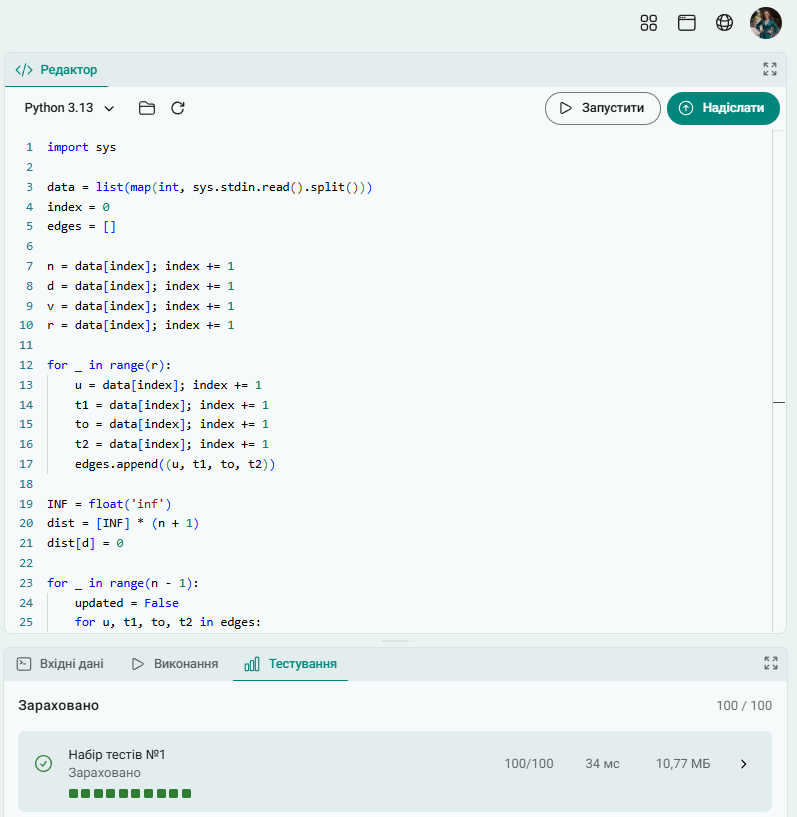 </> Редактор
Python 3.13
Запустити
Надіслати
1 import sys
2
3 data = list(map(int, sys.stdin.read().split()))
4 index = 0
5 edges = []
6
7 n = data[index]; index += 1
8 d = data[index]; index += 1
9 v = data[index]; index += 1
10 r = data[index]; index += 1
11
12 for _ in range(r):
13     u = data[index]; index += 1
14     t1 = data[index]; index += 1
15     to = data[index]; index += 1
16     t2 = data[index]; index += 1
17     edges.append((u, t1, to, t2))
18
19 INF = float('inf')
20 dist = [INF] * (n + 1)
21 dist[d] = 0
22
23 for _ in range(n - 1):
24     updated = False
25     for u, t1, to, t2 in edges:
Вхідні дані Виконання Тестування
Зараховано 100 / 100
Набір тестів №1 100/100 34 мс 10,77 МБ
Зараховано